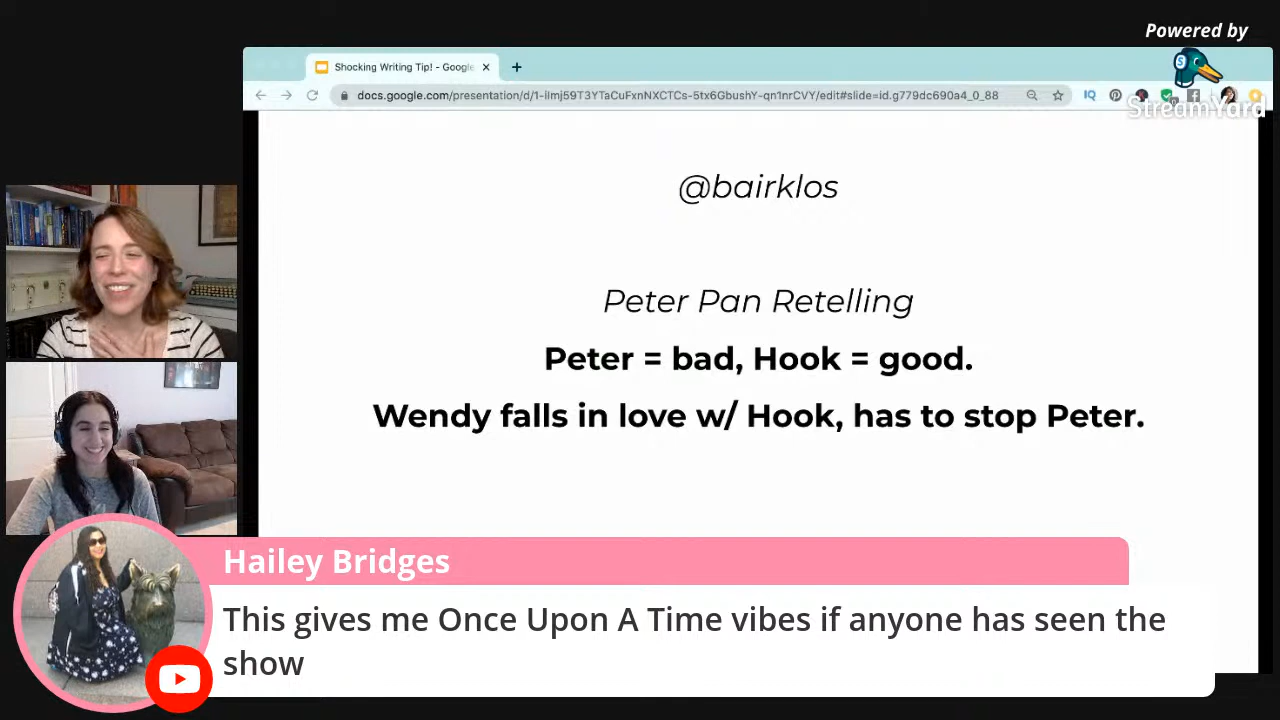 Powered by
StreamYard
Shocking Writing Tip! - Google
docs.google.com/presentation/d/1-iImj59T3YTaCuFxnNXCTCs-5tx6GbushY-qn1nrCVY/edit#slide=id.g779dc690a4_0_88
IQ
@bairklos
Peter Pan Retelling
Peter = bad, Hook = good.
Wendy falls in love w/ Hook, has to stop Peter.
Hailey Bridges
This gives me Once Upon A Time vibes if anyone has seen the
show